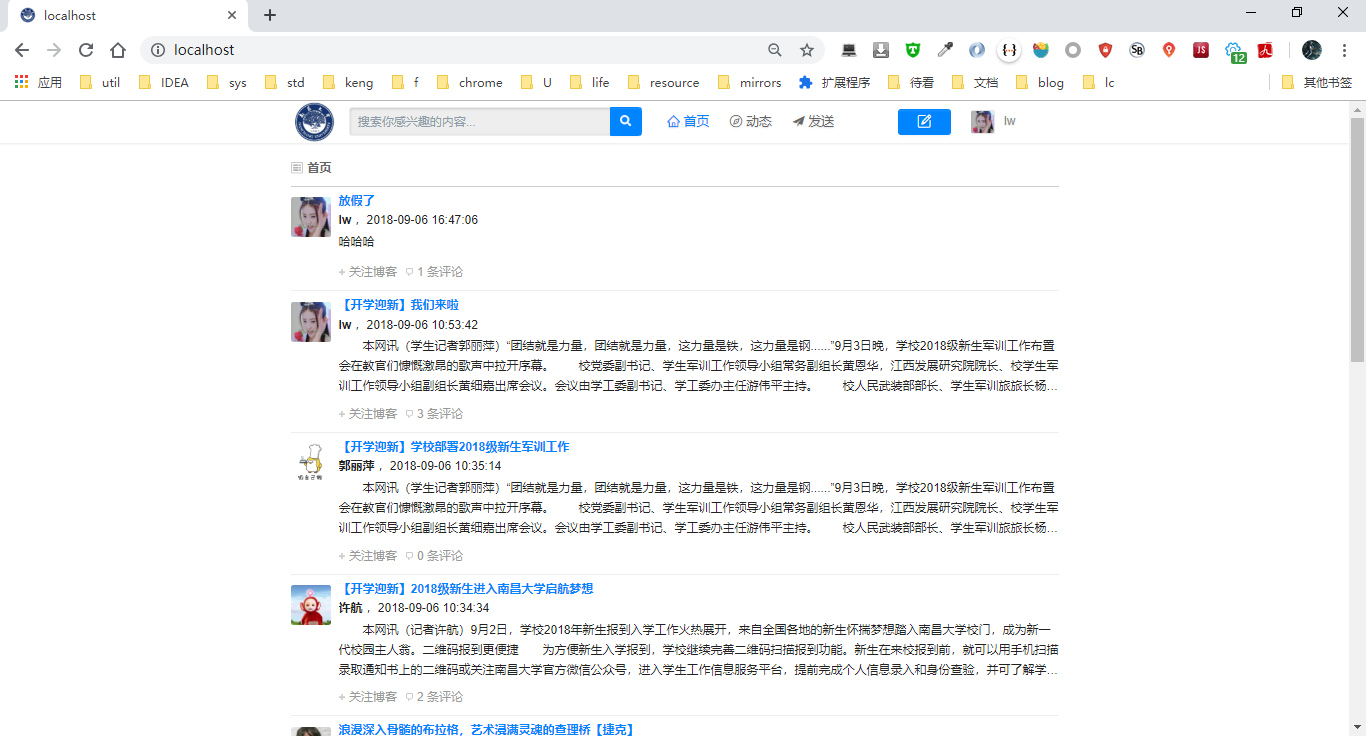 localhost
localhost
12
应用 util IDEA sys std keng f chrome U life resource mirrors 扩展程序 待看 文档 blog lc 其他书签
搜索你感兴趣的内容... 首页 动态 发送 lw
首页
放假了
lw， 2018-09-06 16:47:06
哈哈哈
+ 关注博客 1 条评论
【开学迎新】我们来啦
lw， 2018-09-06 10:53:42
本网讯（学生记者郭丽萍）“团结就是力量，团结就是力量，这力量是铁，这力量是钢......”9月3日晚，学校2018级新生军训工作布置
会在教官们慷慨激昂的歌声中拉开序幕。 校党委副书记、学生军训工作领导小组常务副组长黄恩华，江西发展研究院院长、校学生军
训工作领导小组副组长黄细嘉出席会议。会议由学工委副书记、学工委办主任游伟平主持。 校人民武装部部长、学生军训旅旅长杨...
+ 关注博客 3 条评论
【开学迎新】学校部署2018级新生军训工作
郭丽萍， 2018-09-06 10:35:14
本网讯（学生记者郭丽萍）“团结就是力量，团结就是力量，这力量是铁，这力量是钢......”9月3日晚，学校2018级新生军训工作布置
会在教官们慷慨激昂的歌声中拉开序幕。 校党委副书记、学生军训工作领导小组常务副组长黄恩华，江西发展研究院院长、校学生军
训工作领导小组副组长黄细嘉出席会议。会议由学工委副书记、学工委办主任游伟平主持。 校人民武装部部长、学生军训旅旅长杨...
+ 关注博客 0 条评论
【开学迎新】2018级新生进入南昌大学启航梦想
许航， 2018-09-06 10:34:34
本网讯（记者许航）9月2日，学校2018年新生报到入学工作火热展开，来自全国各地的新生怀揣梦想踏入南昌大学校门，成为新一
代校园主人翁。二维码报到更便捷 为方便新生入学报到，学校继续完善二维码扫描报到功能。新生在来校报到前，就可以用手机扫描
录取通知书上的二维码或关注南昌大学官方微信公众号，进入学生工作信息服务平台，提前完成个人信息录入和身份查验，并可了解学...
+ 关注博客 2 条评论
浪漫深入骨髓的布拉格，艺术浸满灵魂的查理桥【捷克】